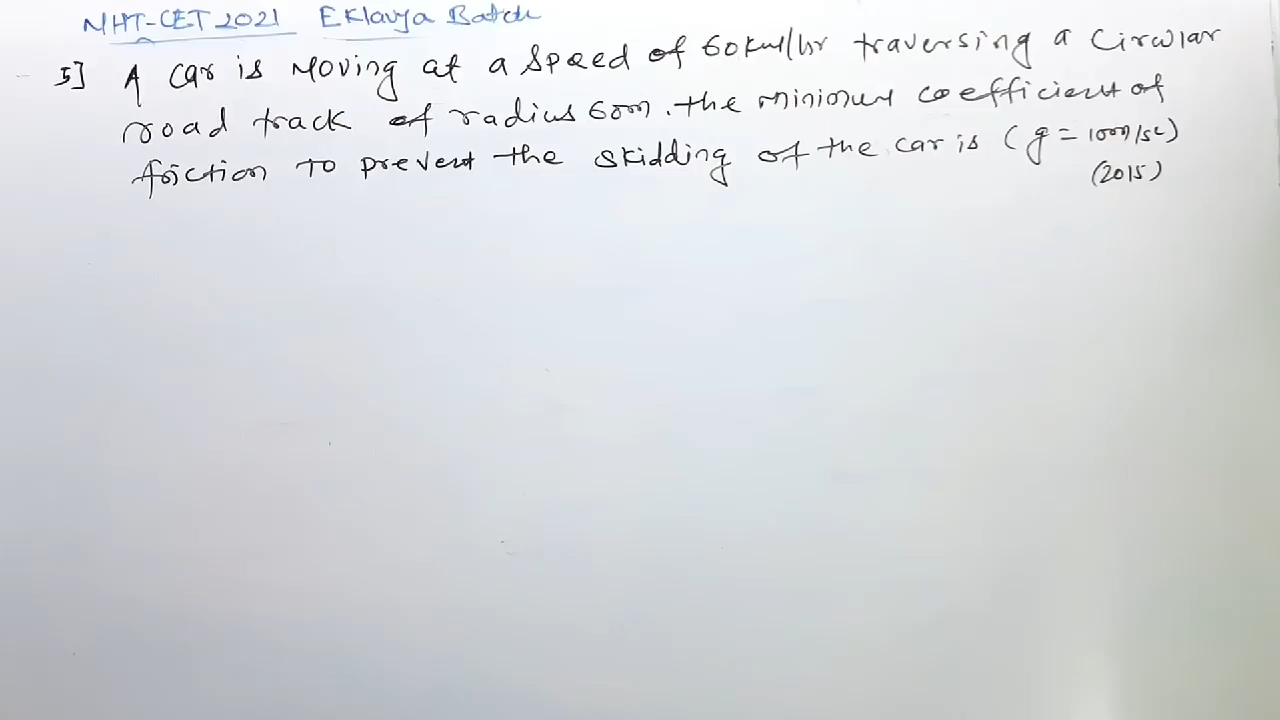 MHT-CET 2021 Eklavya Batch
5] A car is moving at a speed of 60km/hr traversing a circular
road track of radius 60m. the minimum coefficient of
friction to prevent the skidding of the car is (g = 10m/s²)
(2015)